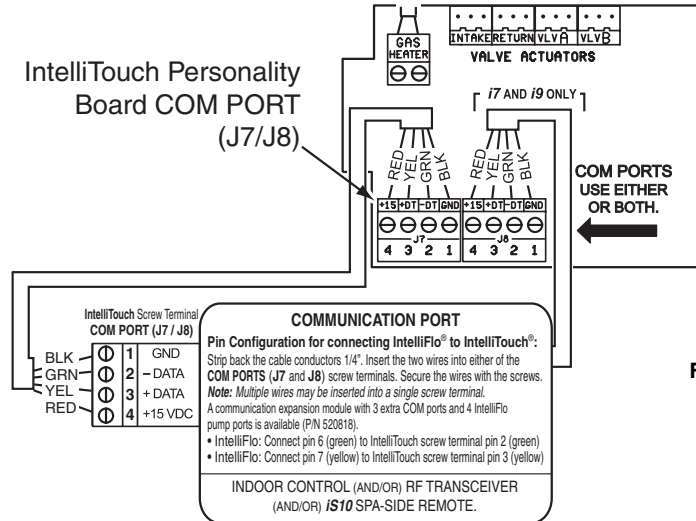 INTAKE RETURN VLV A VLV B
VALVE ACTUATORS
GAS
HEATER
IntelliTouch Personality
Board COM PORT
(J7/J8)
i7 AND i9 ONLY
RED YEL GRN BLK
RED YEL GRN BLK
COM PORTS
USE EITHER
OR BOTH.
+15 +DT -DT GND
+15 +DT -DT GND
J7
J8
4 3 2 1
4 3 2 1
IntelliTouch Screw Terminal
COM PORT (J7 / J8)
BLK 1 GND
GRN 2 – DATA
YEL 3 + DATA
RED 4 +15 VDC
COMMUNICATION PORT
Pin Configuration for connecting IntelliFlo® to IntelliTouch®:
Strip back the cable conductors 1/4”. Insert the two wires into either of the
COM PORTS (J7 and J8) screw terminals. Secure the wires with the screws.
Note: Multiple wires may be inserted into a single screw terminal.
A communication expansion module with 3 extra COM ports and 4 IntelliFlo
pump ports is available (P/N 520818).
• IntelliFlo: Connect pin 6 (green) to IntelliTouch screw terminal pin 2 (green)
• IntelliFlo: Connect pin 7 (yellow) to IntelliTouch screw terminal pin 3 (yellow)
INDOOR CONTROL (AND/OR) RF TRANSCEIVER
(AND/OR) iS10 SPA-SIDE REMOTE.